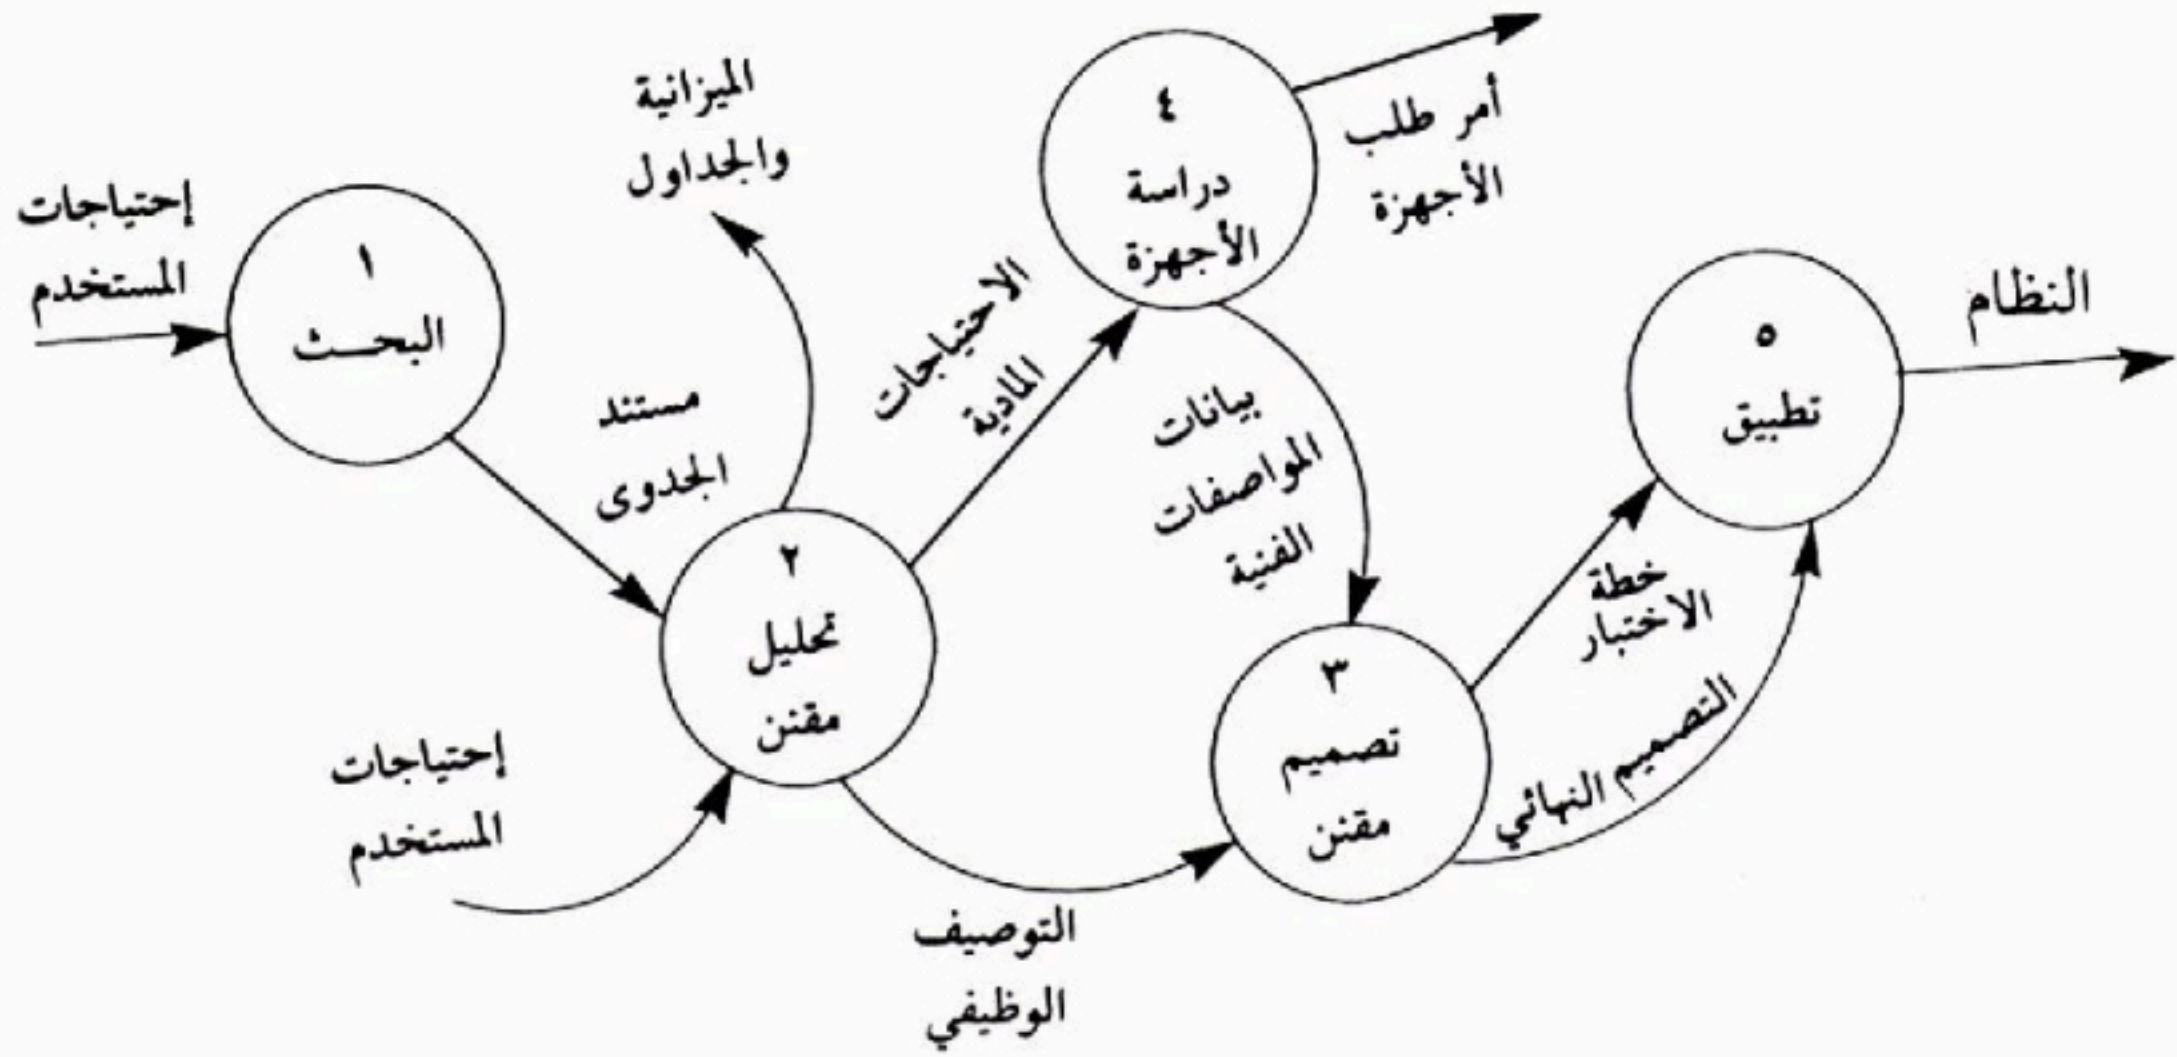 إحتياجات
المستخدم
١
البحــث
مستند
الجدوى
الميزانية
والجداول
إحتياجات
المستخدم
٢
تحليل
مقنن
الاحتياجات
المادية
٤
دراسة
الأجهزة
أمر طلب
الأجهزة
بيانات
المواصفات
الفنية
التوصيف
الوظيفي
٣
تصميم
مقنن
خطة
الاختبار
التصميم النهائي
٥
تطبيق
النظام